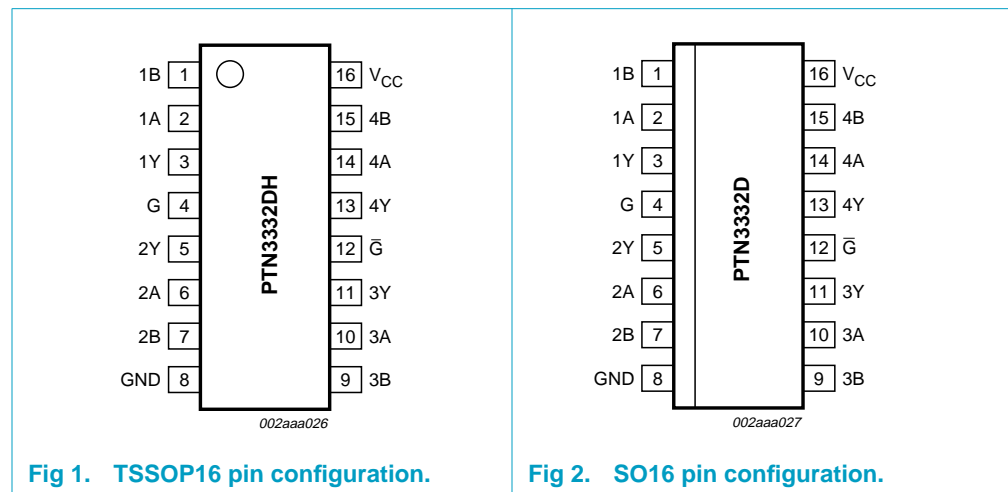 1B 1 16 VCC
1A 2 15 4B
1Y 3 14 4A
G 4 13 4Y
2Y 5 12 G̅
2A 6 11 3Y
2B 7 10 3A
GND 8 9 3B
PTN3332DH
002aaa026
Fig 1. TSSOP16 pin configuration.
1B 1 16 VCC
1A 2 15 4B
1Y 3 14 4A
G 4 13 4Y
2Y 5 12 G̅
2A 6 11 3Y
2B 7 10 3A
GND 8 9 3B
PTN3332D
002aaa027
Fig 2. SO16 pin configuration.